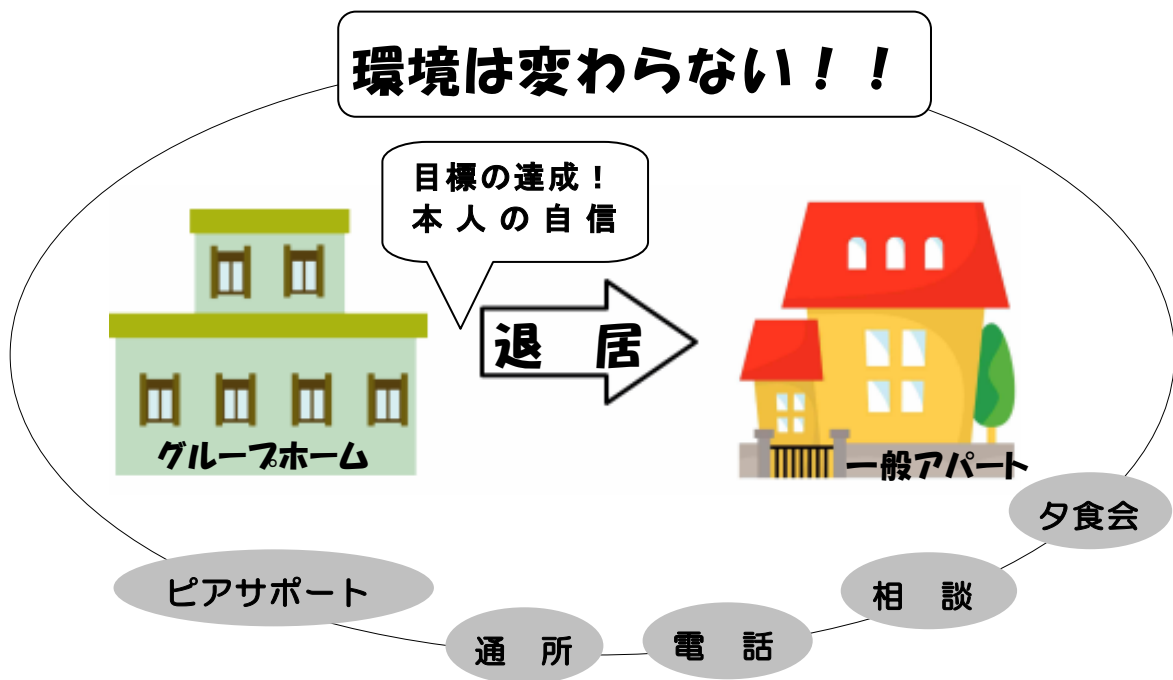 環境は変わらない！！
目標の達成！
本人の自信
退　居
グループホーム
一般アパート
夕食会
相　談
ピアサポート
通　所
電　話